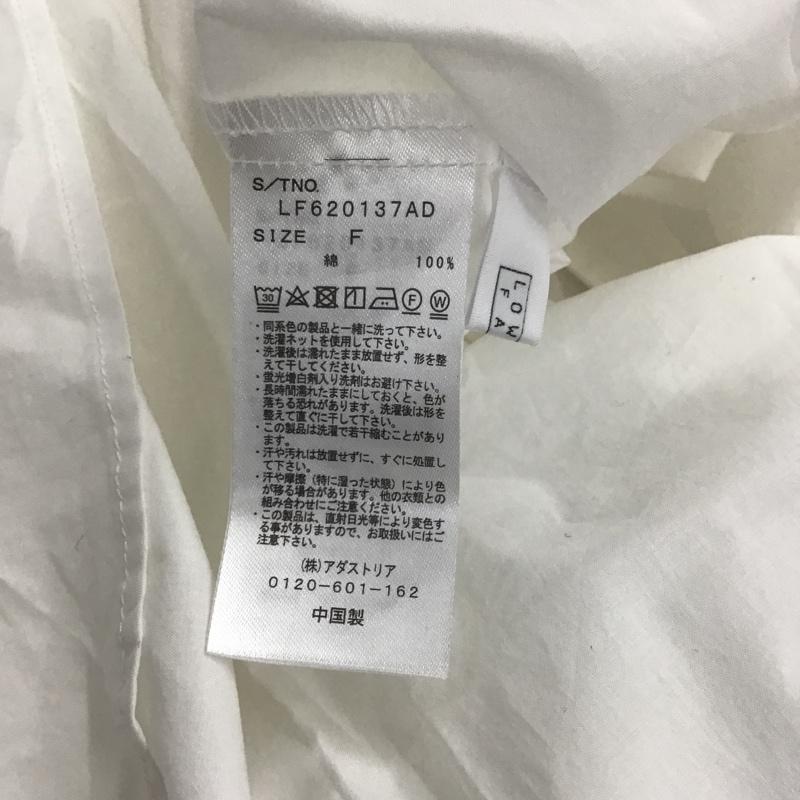 S/TNO.
LF620137AD
SIZE F
綿 100%
30 F W
・同系色の製品と一緒に洗って下さい。
・洗濯ネットを使用して下さい。
・洗濯後は濡れたまま放置せず、形を整
えて干してください。
・蛍光増白剤入り洗剤はお避け下さい。
・長時間濡れたままにしておくと、色が
落ちる恐れがあります。洗濯後は形を
整えて直ぐに干して下さい。
・この製品は洗濯で若干縮むことがあり
ます。
・汗や汚れは放置せずに、すぐに処置し
て下さい。
・汗や摩擦（特に湿った状態）により色
が移る場合があります。他の衣類との
組み合わせにご注意ください。
・この製品は、直射日光等により変色す
る事がありますので、お取扱いにはご
注意下さい。
(株)アダストリア
0120-601-162
中国製
LOW
FA